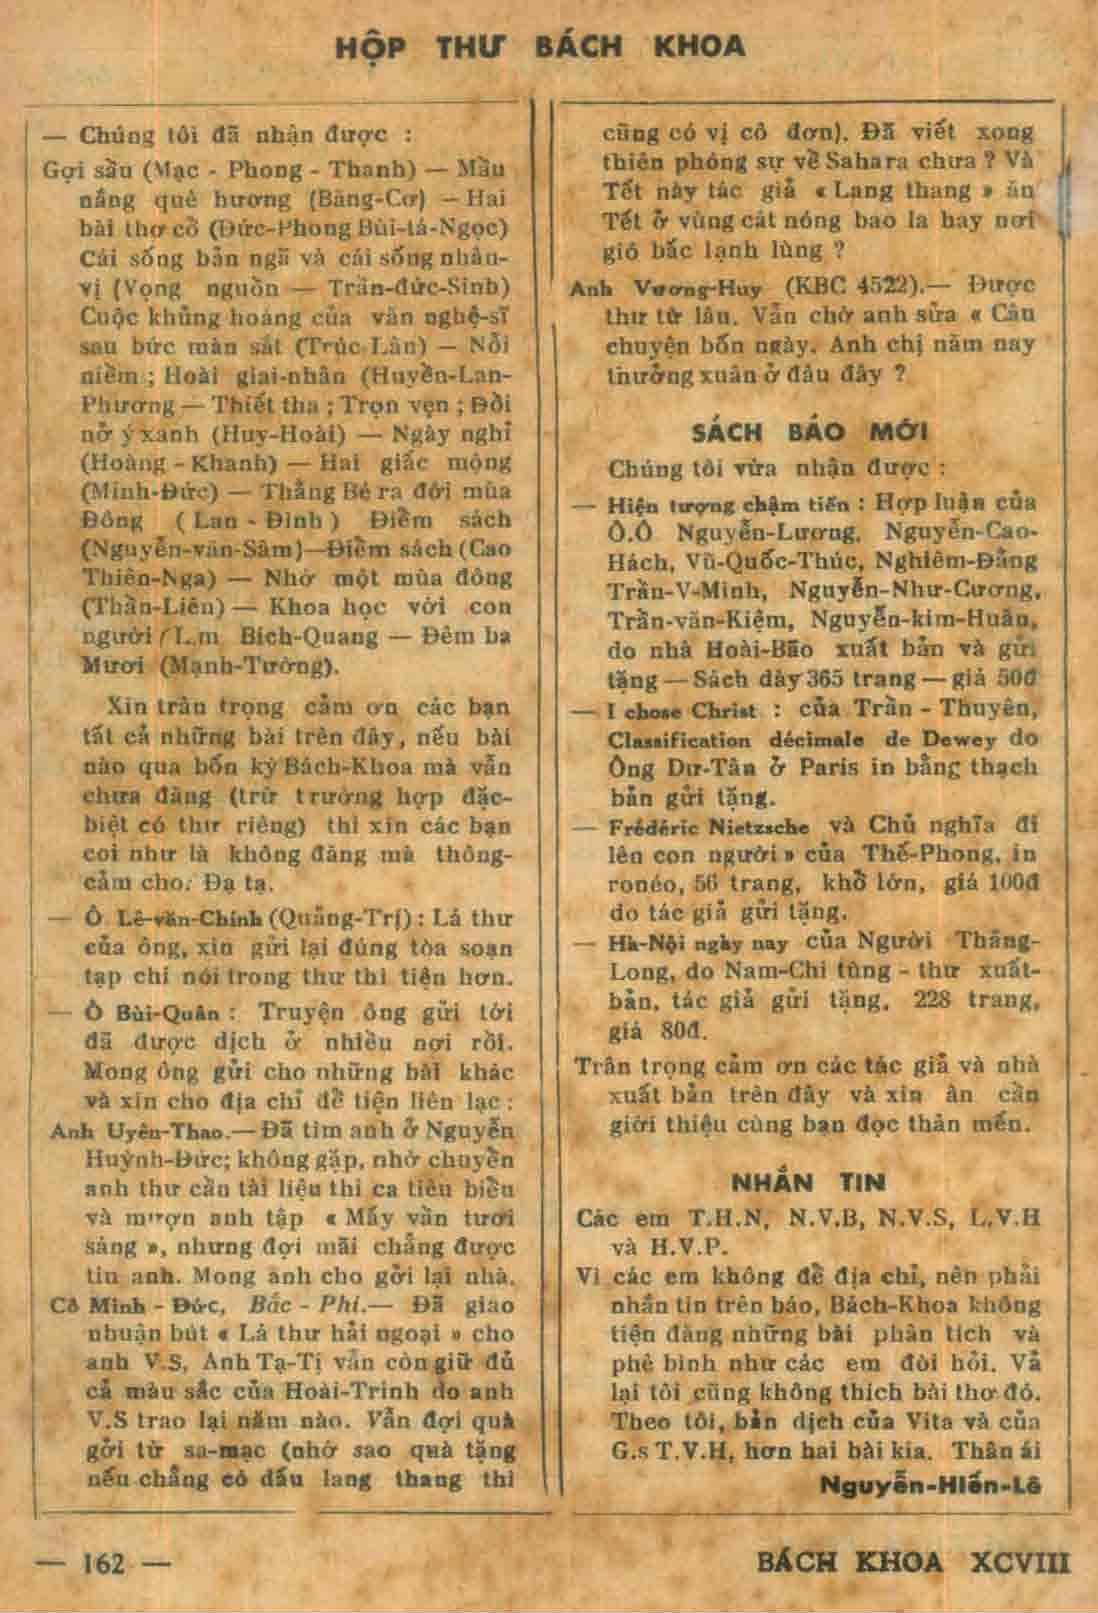 HỘP THƯ BÁCH KHOA
— Chúng tôi đã nhận được :
Gợi sầu (Mạc - Phong - Thanh) — Mầu
nắng quê hương (Băng-Cơ) — Hai
bài thơ cổ (Đức-Phong Bùi-tá-Ngọc)
Cái sống bản ngã và cái sống nhân-
vị (Vọng nguồn — Trần-đức-Sinh)
Cuộc khủng hoảng của văn nghệ-sĩ
sau bức màn sắt (Trúc-Lân) — Nỗi
niềm ; Hoài giai-nhân (Huyền-Lan-
Phương — Thiết tha ; Trọn vẹn ; Đồi
nở ý xanh (Huy-Hoài) — Ngày nghỉ
(Hoàng - Khanh) — Hai giấc mộng
(Minh-Đức) — Thằng Bé ra đời mùa
Đông ( Lan - Đình ) Điểm sách
(Nguyễn-văn-Sâm)—Điểm sách (Cao
Thiên-Nga) — Nhớ một mùa đông
(Thần-Liên) — Khoa học với con
người (L.m Bích-Quang — Đêm ba
Mươi (Mạnh-Tường).
Xin trân trọng cảm ơn các bạn
tất cả những bài trên đây, nếu bài
nào qua bốn kỳ Bách-Khoa mà vẫn
chưa đăng (trừ trường hợp đặc-
biệt có thư riêng) thì xin các bạn
coi như là không đăng mà thông-
cảm cho. Đa tạ.
— Ô Lê-văn-Chính (Quảng-Trị) : Lá thư
của ông, xin gửi lại đúng tòa soạn
tạp chí nói trong thư thì tiện hơn.
— Ô Bùi-Quân : Truyện ông gửi tới
đã được dịch ở nhiều nơi rồi.
Mong ông gửi cho những bài khác
và xin cho địa chỉ để tiện liên lạc :
Anh Uyên-Thao.— Đã tìm anh ở Nguyễn
Huỳnh-Đức; không gặp, nhờ chuyển
anh thư cần tài liệu thi ca tiêu biểu
và mượn anh tập « Mấy vần tươi
sáng », nhưng đợi mãi chẳng được
tin anh. Mong anh cho gởi lại nhà.
Cô Minh - Đức, Bắc - Phi.— Đã giao
nhuận bút « Lá thư hải ngoại » cho
anh V.S, Anh Tạ-Tị vẫn còn giữ đủ
cả màu sắc của Hoài-Trinh do anh
V.S trao lại năm nào. Vẫn đợi quà
gởi từ sa-mạc (nhớ sao quà tặng
nếu chẳng có dấu lang thang thì
cũng có vị cô đơn). Đã viết xong
thiên phóng sự về Sahara chưa ? Và
Tết này tác giả « Lang thang » ăn
Tết ở vùng cát nóng bao la hay nơi
gió bắc lạnh lùng ?
Anh Vương-Huy (KBC 4522).— Được
thư từ lâu. Vẫn chờ anh sửa « Câu
chuyện bốn ngày. Anh chị năm nay
thưởng xuân ở đâu đây ?
SÁCH BÁO MỚI
Chúng tôi vừa nhận được :
— Hiện tượng chậm tiến : Hợp luận của
Ô.Ô Nguyễn-Lương, Nguyễn-Cao-
Hách, Vũ-Quốc-Thúc, Nghiêm-Đằng
Trần-V-Minh, Nguyễn-Như-Cương,
Trần-văn-Kiệm, Nguyễn-kim-Huân,
do nhà Hoài-Bão xuất bản và gửi
tặng — Sách dày 365 trang — giá 50đ
— I chose Christ : của Trần - Thuyên,
Classification décimale de Dewey do
Ông Dư-Tân ở Paris in bằng thạch
bản gửi tặng.
— Frédéric Nietzsche và Chủ nghĩa đi
lên con người » của Thế-Phong, in
ronéo, 56 trang, khổ lớn, giá 100đ
do tác giả gửi tặng.
— Hà-Nội ngày nay của Người Thăng-
Long, do Nam-Chi tùng - thư xuất-
bản, tác giả gửi tặng, 228 trang,
giá 80đ.
Trân trọng cảm ơn các tác giả và nhà
xuất bản trên đây và xin ân cần
giới thiệu cùng bạn đọc thân mến.
NHẮN TIN
Các em T.H.N, N.V.B, N.V.S, L.V.H
và H.V.P.
Vì các em không đề địa chỉ, nên phải
nhắn tin trên báo, Bách-Khoa không
tiện đăng những bài phân tích và
phê bình như các em đòi hỏi. Vả
lại tôi cũng không thích bài thơ đó.
Theo tôi, bản dịch của Vita và của
G.s T.V.H, hơn hai bài kia. Thân ái
Nguyễn-Hiến-Lê
— 162 —
BÁCH KHOA XCVIII